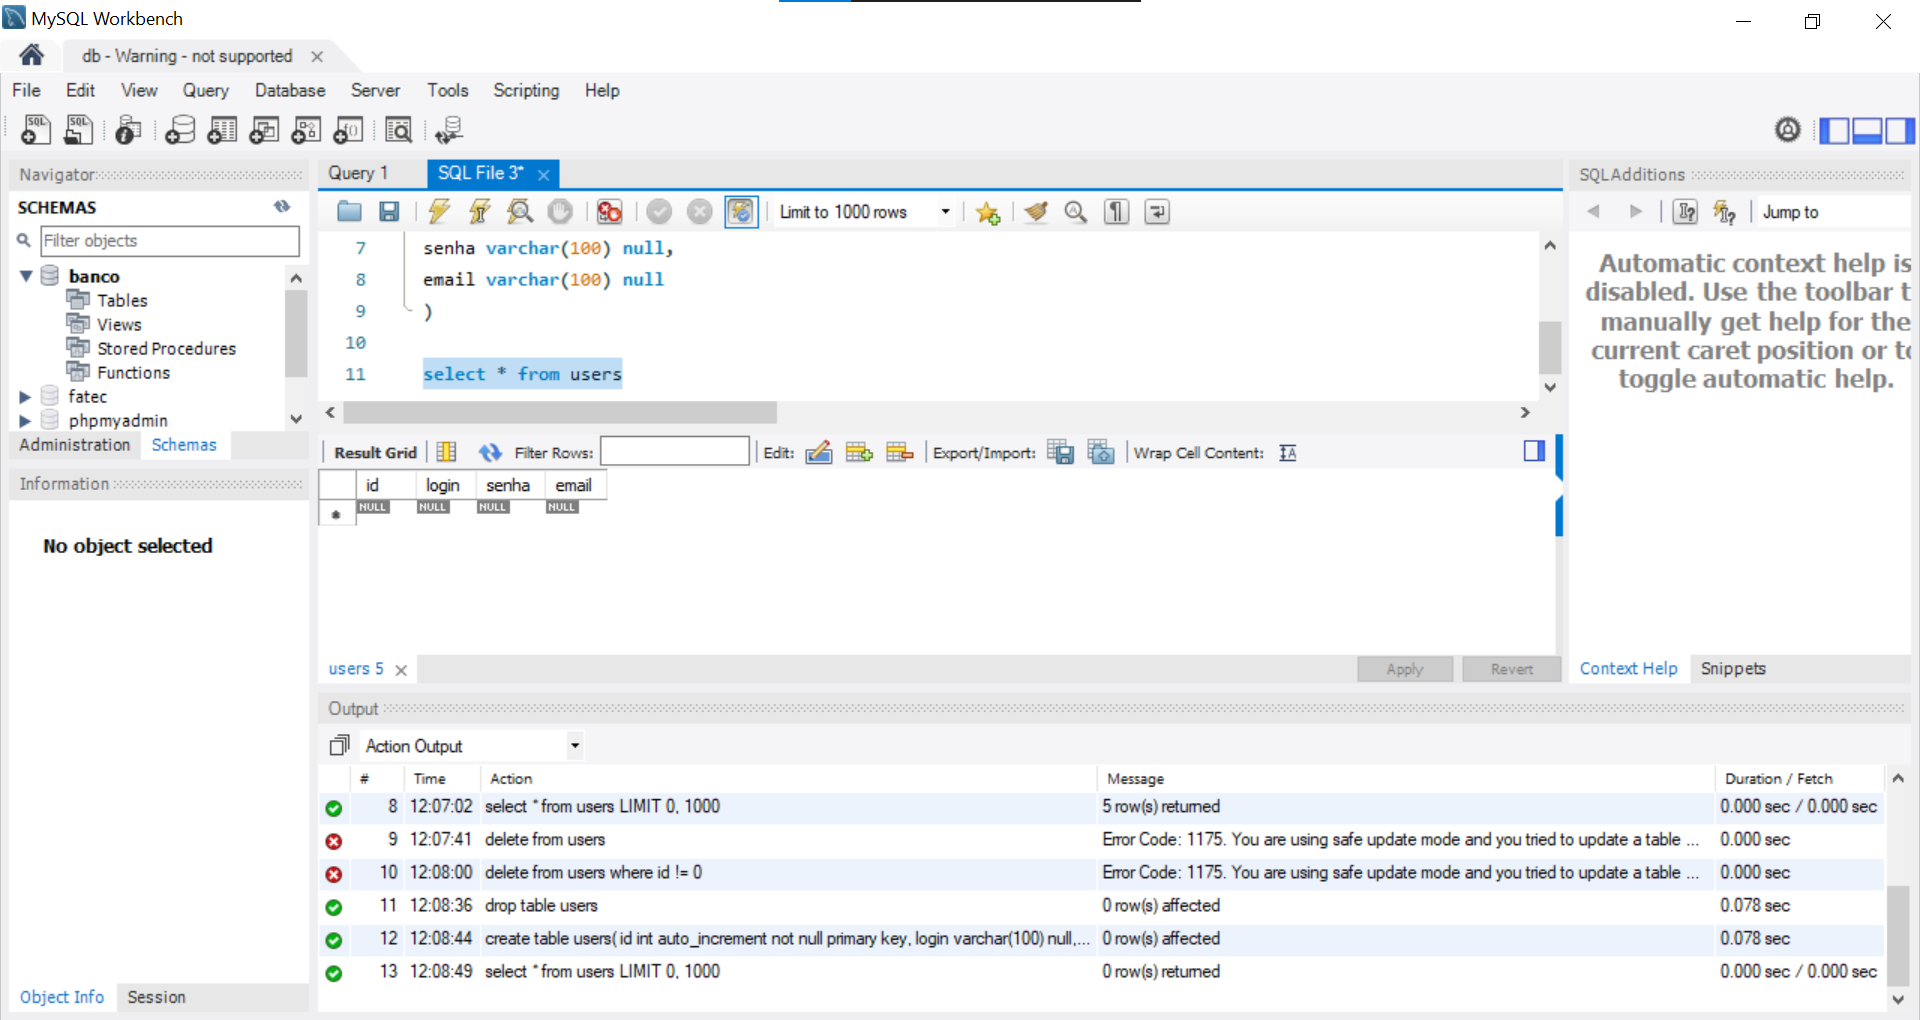 MySQL Workbench
db - Warning - not supported
File Edit View Query Database Server Tools Scripting Help
Navigator
SCHEMAS
Filter objects
banco
Tables
Views
Stored Procedures
Functions
fatec
phpmyadmin
Administration Schemas
Information
No object selected
Object Info Session
Query 1 SQL File 3*
Limit to 1000 rows
7 senha varchar(100) null,
8 email varchar(100) null
9 )
10
11 select * from users
Result Grid Filter Rows: Edit: Export/Import: Wrap Cell Content:
id login senha email
NULL NULL NULL NULL
users 5 Apply Revert
SQLAdditions
Jump to
Automatic context help is
disabled. Use the toolbar t
manually get help for the
current caret position or to
toggle automatic help.
Context Help Snippets
Output
Action Output
# Time Action Message Duration / Fetch
8 12:07:02 select * from users LIMIT 0, 1000 5 row(s) returned 0.000 sec / 0.000 sec
9 12:07:41 delete from users Error Code: 1175. You are using safe update mode and you tried to update a table ... 0.000 sec
10 12:08:00 delete from users where id != 0 Error Code: 1175. You are using safe update mode and you tried to update a table ... 0.000 sec
11 12:08:36 drop table users 0 row(s) affected 0.078 sec
12 12:08:44 create table users( id int auto_increment not null primary key, login varchar(100) null,... 0 row(s) affected 0.078 sec
13 12:08:49 select * from users LIMIT 0, 1000 0 row(s) returned 0.000 sec / 0.000 sec